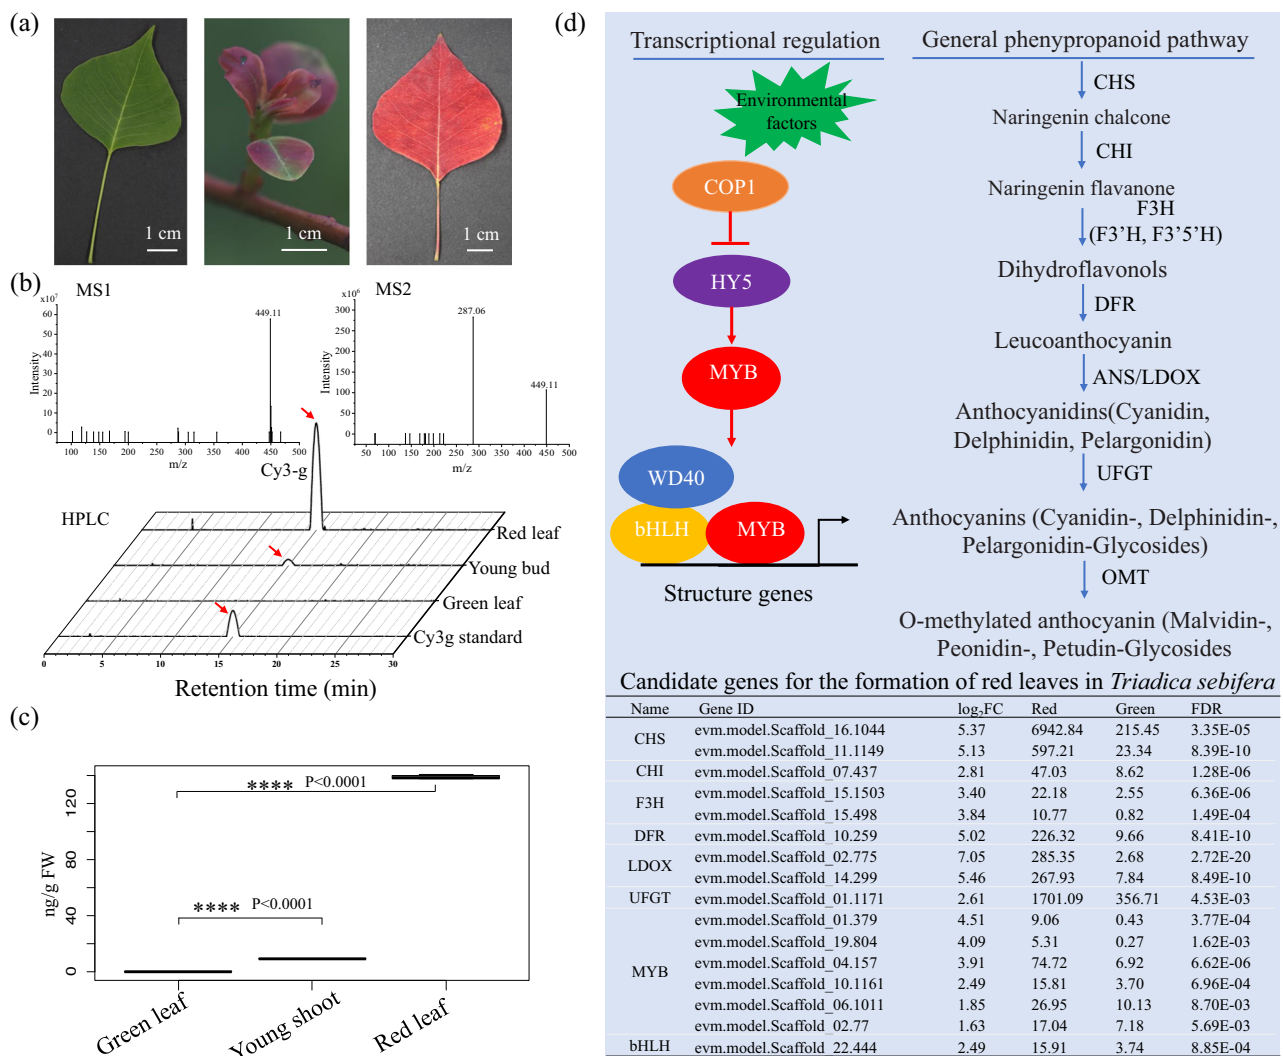 (a)
1 cm
1 cm
1 cm
(b)
MS1
x10⁷
60
50
40
30
20
10
0
Intensity
449.11
100 150 200 250 300 350 400 450 500
m/z
MS2
x10⁶
300
250
200
150
100
50
0
Intensity
287.06
449.11
50 100 150 200 250 300 350 400 450 500
m/z
Cy3-g
HPLC
Red leaf
Young bud
Green leaf
Cy3g standard
0 5 10 15 20 25 30
Retention time (min)
(c)
ng/g FW
120
80
40
0
**** P<0.0001
**** P<0.0001
Green leaf
Young shoot
Red leaf
(d)
Transcriptional regulation
Environmental
factors
COP1
HY5
MYB
WD40
bHLH
MYB
Structure genes
General phenypropanoid pathway
CHS
Naringenin chalcone
CHI
Naringenin flavanone
F3H
(F3’H, F3’5’H)
Dihydroflavonols
DFR
Leucoanthocyanin
ANS/LDOX
Anthocyanidins(Cyanidin,
Delphinidin, Pelargonidin)
UFGT
Anthocyanins (Cyanidin-, Delphinidin-,
Pelargonidin-Glycosides)
OMT
O-methylated anthocyanin (Malvidin-,
Peonidin-, Petudin-Glycosides
Candidate genes for the formation of red leaves in Triadica sebifera
Name Gene ID log₂FC Red Green FDR
CHS evm.model.Scaffold_16.1044 5.37 6942.84 215.45 3.35E-05
evm.model.Scaffold_11.1149 5.13 597.21 23.34 8.39E-10
CHI evm.model.Scaffold_07.437 2.81 47.03 8.62 1.28E-06
F3H evm.model.Scaffold_15.1503 3.40 22.18 2.55 6.36E-06
evm.model.Scaffold_15.498 3.84 10.77 0.82 1.49E-04
DFR evm.model.Scaffold_10.259 5.02 226.32 9.66 8.41E-10
LDOX evm.model.Scaffold_02.775 7.05 285.35 2.68 2.72E-20
evm.model.Scaffold_14.299 5.46 267.93 7.84 8.49E-10
UFGT evm.model.Scaffold_01.1171 2.61 1701.09 356.71 4.53E-03
MYB evm.model.Scaffold_01.379 4.51 9.06 0.43 3.77E-04
evm.model.Scaffold_19.804 4.09 5.31 0.27 1.62E-03
evm.model.Scaffold_04.157 3.91 74.72 6.92 6.62E-06
evm.model.Scaffold_10.1161 2.49 15.81 3.70 6.96E-04
evm.model.Scaffold_06.1011 1.85 26.95 10.13 8.70E-03
evm.model.Scaffold_02.77 1.63 17.04 7.18 5.69E-03
bHLH evm.model.Scaffold_22.444 2.49 15.91 3.74 8.85E-04